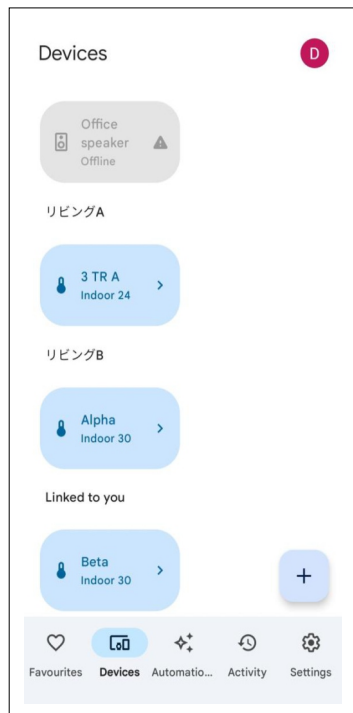 Devices
D
Office
speaker
Offline
リビングA
3 TR A
Indoor 24
リビングB
Alpha
Indoor 30
Linked to you
Beta
Indoor 30
+
Favourites Devices Automatio... Activity Settings